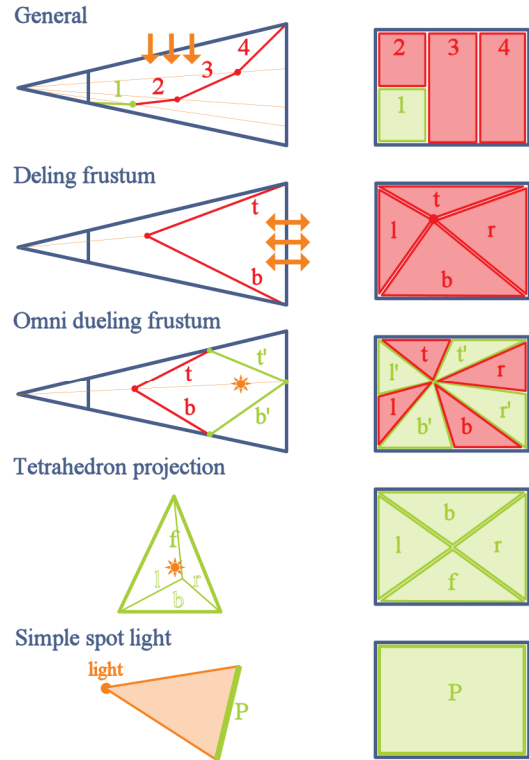 General
4
3
2
1
2 3 4
1
Deling frustum
t
b
t
l
r
b
Omni dueling frustum
t
t'
b
b'
t
t'
l'
r
l
r'
b'
b
Tetrahedron projection
f
l
r
b
b
l
r
f
Simple spot light
light
P
P